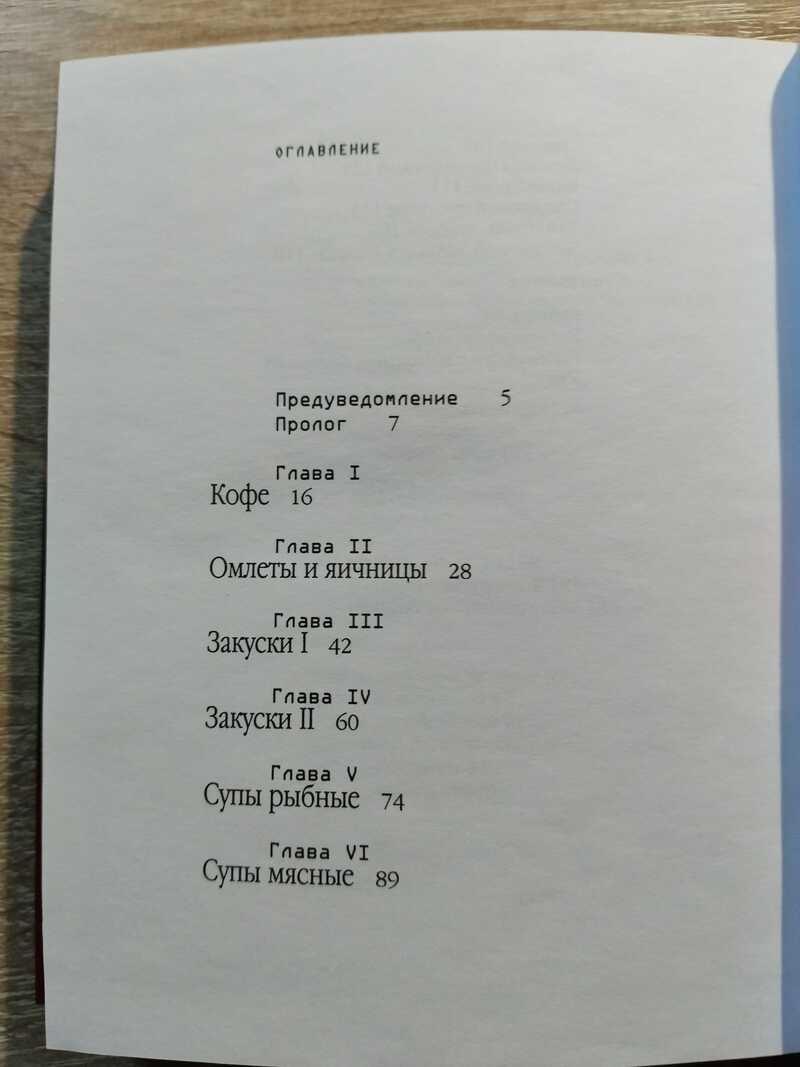 ОГЛАВЛЕНИЕ
Предуведомление 5
Пролог 7
Глава I
Кофе 16
Глава II
Омлеты и яичницы 28
Глава III
Закуски I 42
Глава IV
Закуски II 60
Глава V
Супы рыбные 74
Глава VI
Супы мясные 89